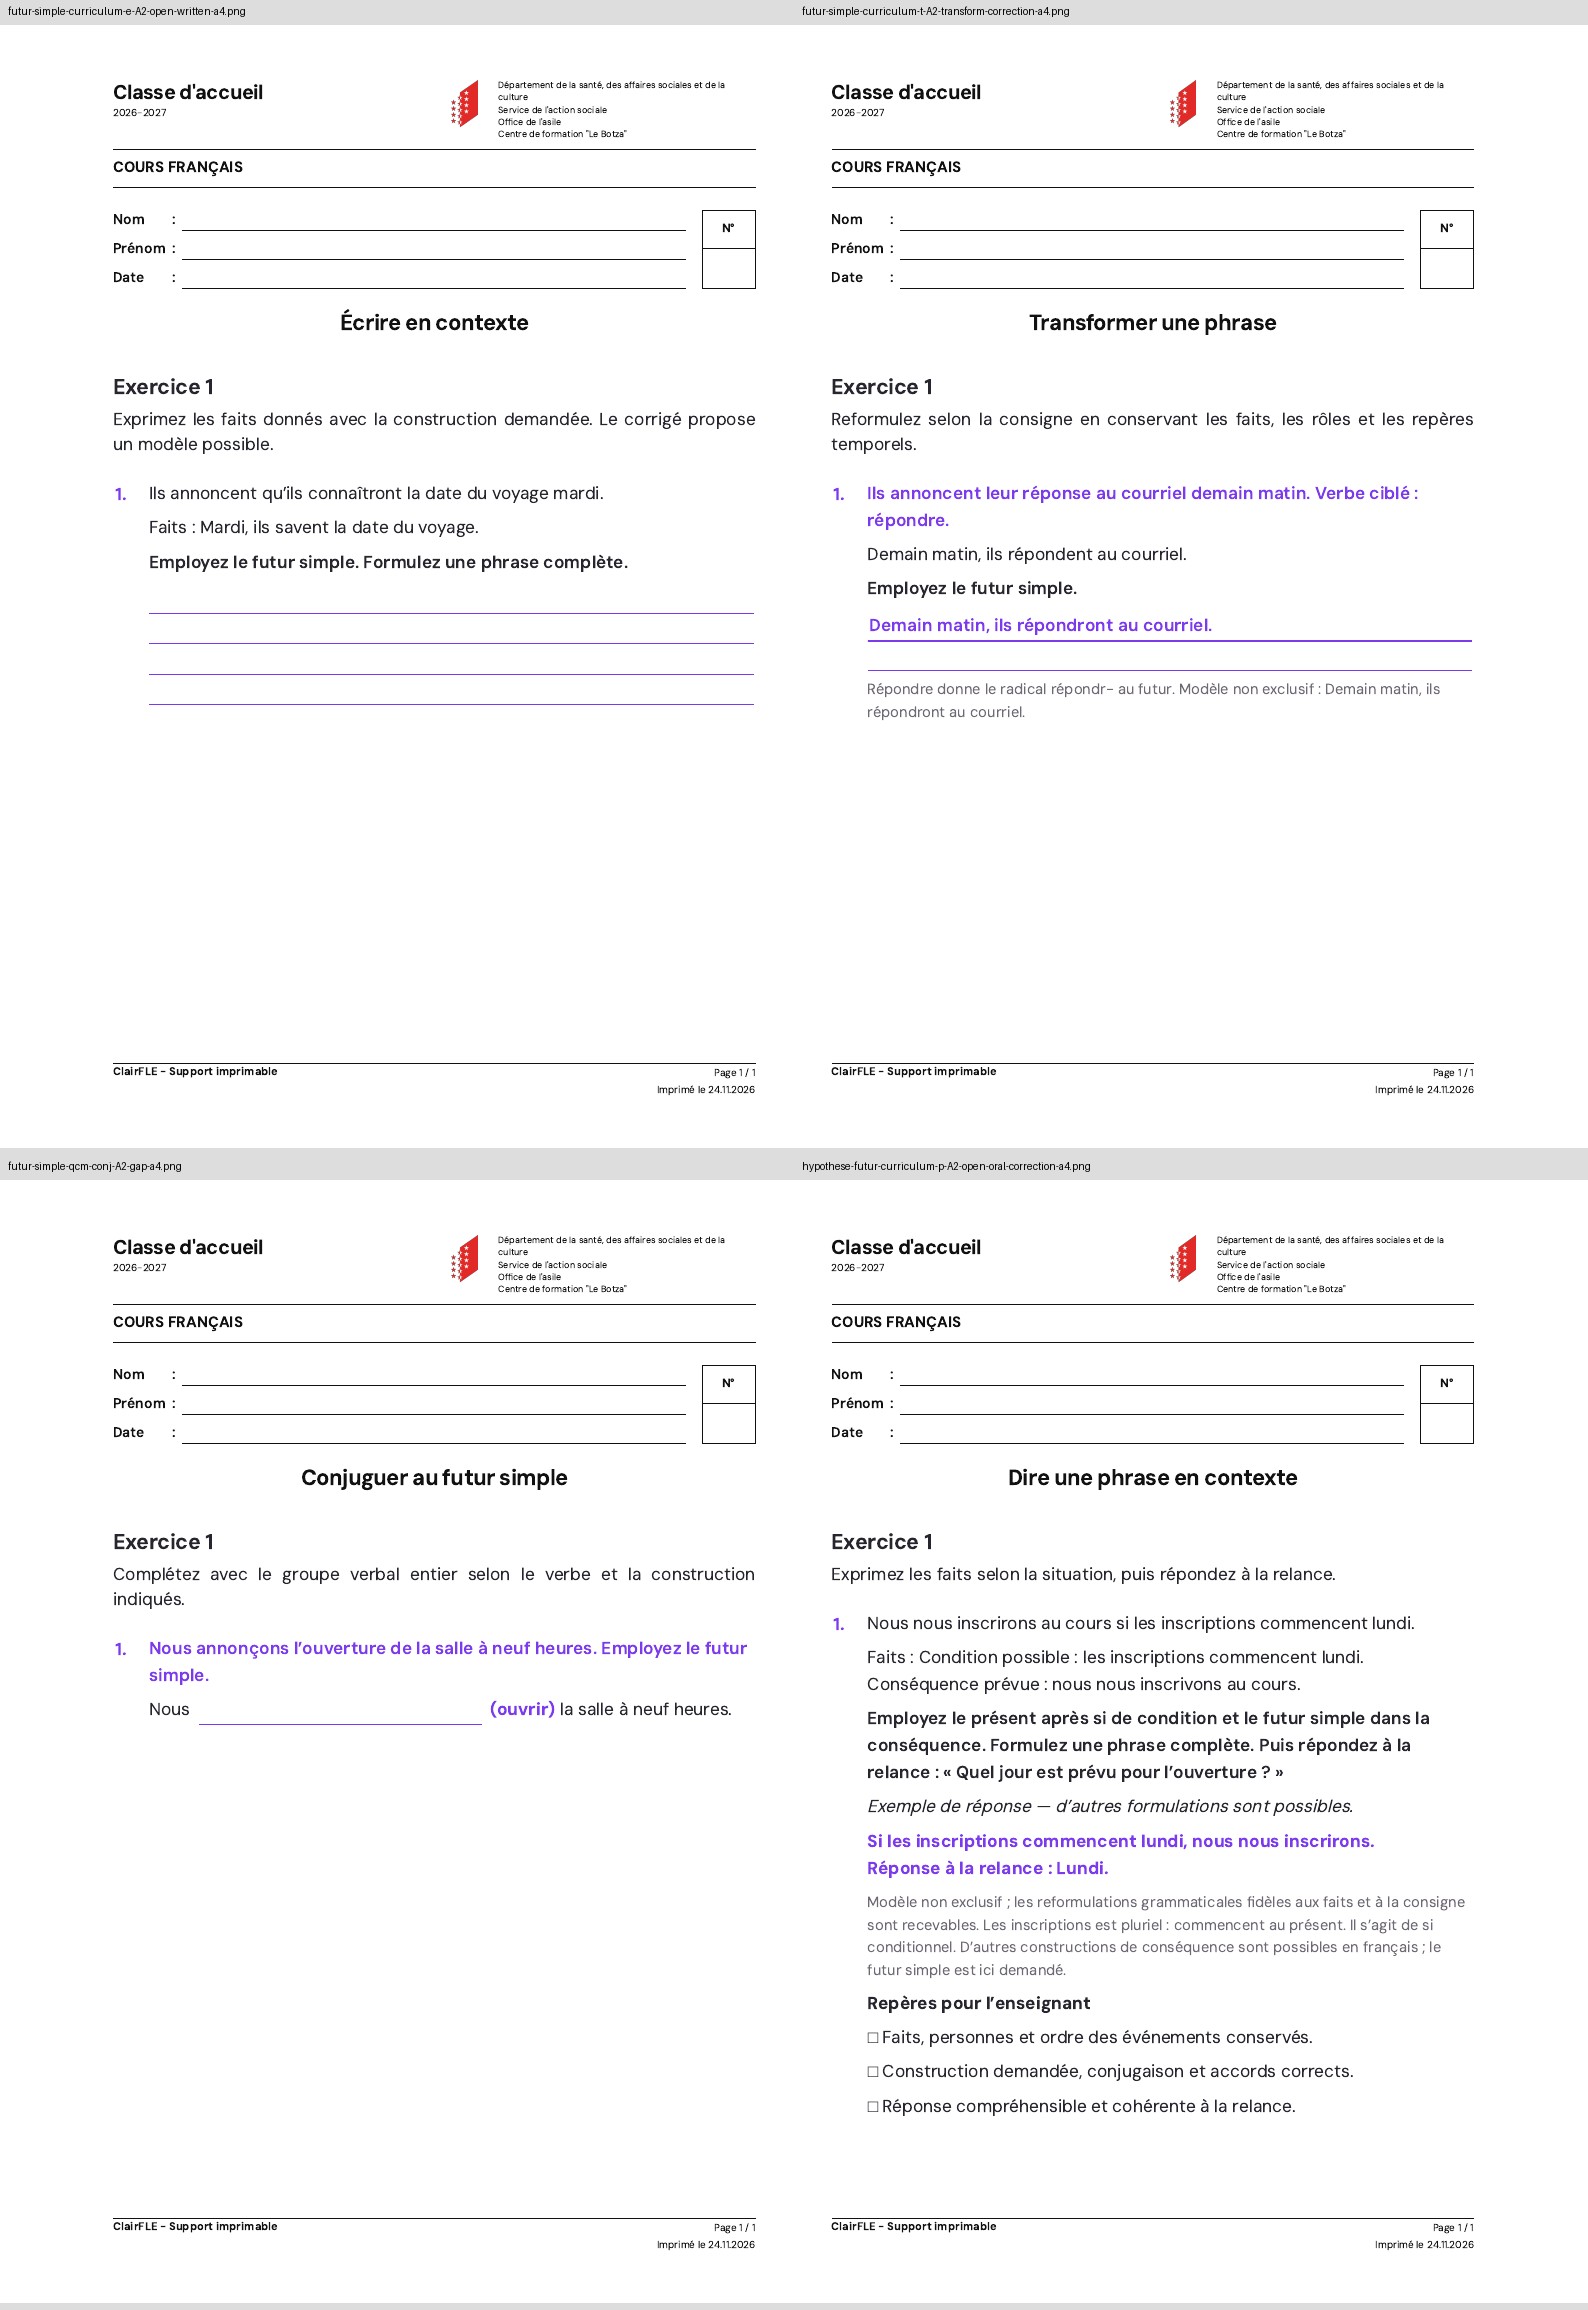 futur-simple-curriculum-e-A2-open-written-a4.png
Classe d'accueil
2026-2027
Département de la santé, des affaires sociales et de la
culture
Service de l'action sociale
Office de l'asile
Centre de formation "Le Botza"
COURS FRANÇAIS
Nom :
Prénom :
Date :
N°
Écrire en contexte
Exercice 1
Exprimez les faits donnés avec la construction demandée. Le corrigé propose
un modèle possible.
1. Ils annoncent qu’ils connaîtront la date du voyage mardi.
Faits : Mardi, ils savent la date du voyage.
Employez le futur simple. Formulez une phrase complète.
ClairFLE - Support imprimable
Page 1 / 1
Imprimé le 24.11.2026
futur-simple-curriculum-t-A2-transform-correction-a4.png
Classe d'accueil
2026-2027
Département de la santé, des affaires sociales et de la
culture
Service de l'action sociale
Office de l'asile
Centre de formation "Le Botza"
COURS FRANÇAIS
Nom :
Prénom :
Date :
N°
Transformer une phrase
Exercice 1
Reformulez selon la consigne en conservant les faits, les rôles et les repères
temporels.
1. Ils annoncent leur réponse au courriel demain matin. Verbe ciblé :
répondre.
Demain matin, ils répondent au courriel.
Employez le futur simple.
Demain matin, ils répondront au courriel.
Répondre donne le radical répondr- au futur. Modèle non exclusif : Demain matin, ils
répondront au courriel.
ClairFLE - Support imprimable
Page 1 / 1
Imprimé le 24.11.2026
futur-simple-qcm-conj-A2-gap-a4.png
Classe d'accueil
2026-2027
Département de la santé, des affaires sociales et de la
culture
Service de l'action sociale
Office de l'asile
Centre de formation "Le Botza"
COURS FRANÇAIS
Nom :
Prénom :
Date :
N°
Conjuguer au futur simple
Exercice 1
Complétez avec le groupe verbal entier selon le verbe et la construction
indiqués.
1. Nous annonçons l’ouverture de la salle à neuf heures. Employez le futur
simple.
Nous (ouvrir) la salle à neuf heures.
ClairFLE - Support imprimable
Page 1 / 1
Imprimé le 24.11.2026
hypothese-futur-curriculum-p-A2-open-oral-correction-a4.png
Classe d'accueil
2026-2027
Département de la santé, des affaires sociales et de la
culture
Service de l'action sociale
Office de l'asile
Centre de formation "Le Botza"
COURS FRANÇAIS
Nom :
Prénom :
Date :
N°
Dire une phrase en contexte
Exercice 1
Exprimez les faits selon la situation, puis répondez à la relance.
1. Nous nous inscrirons au cours si les inscriptions commencent lundi.
Faits : Condition possible : les inscriptions commencent lundi.
Conséquence prévue : nous nous inscrivons au cours.
Employez le présent après si de condition et le futur simple dans la
conséquence. Formulez une phrase complète. Puis répondez à la
relance : « Quel jour est prévu pour l’ouverture ? »
Exemple de réponse — d’autres formulations sont possibles.
Si les inscriptions commencent lundi, nous nous inscrirons.
Réponse à la relance : Lundi.
Modèle non exclusif ; les reformulations grammaticales fidèles aux faits et à la consigne
sont recevables. Les inscriptions est pluriel : commencent au présent. Il s’agit de si
conditionnel. D’autres constructions de conséquence sont possibles en français ; le
futur simple est ici demandé.
Repères pour l’enseignant
□ Faits, personnes et ordre des événements conservés.
□ Construction demandée, conjugaison et accords corrects.
□ Réponse compréhensible et cohérente à la relance.
ClairFLE - Support imprimable
Page 1 / 1
Imprimé le 24.11.2026